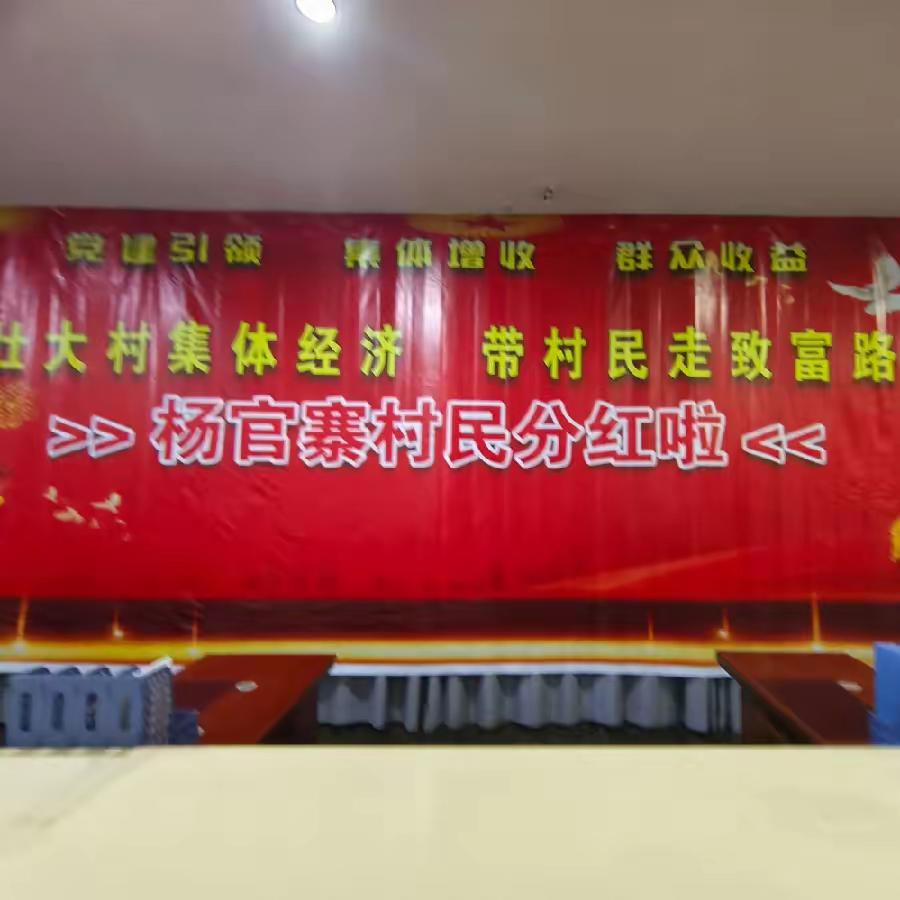 党建引领 集体增收 群众收益
壮大村集体经济 带村民走致富路
>> 杨官寨村民分红啦 <<